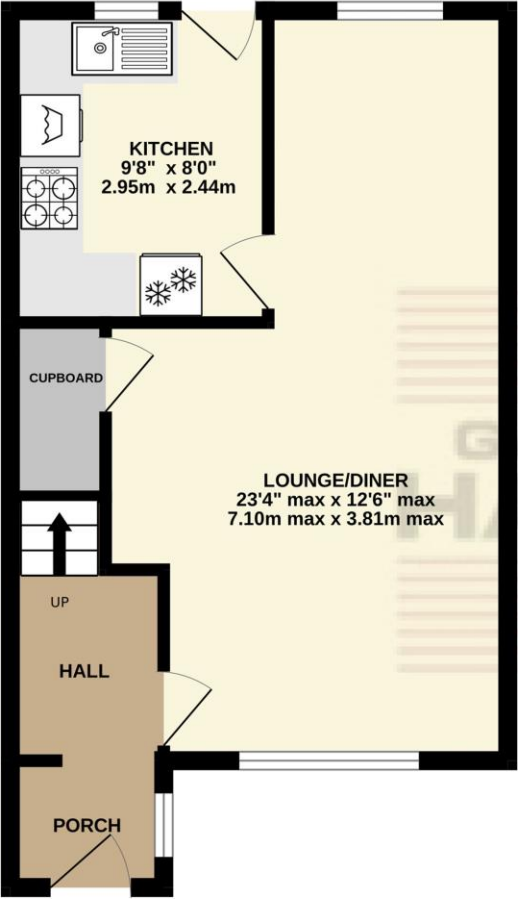 KITCHEN
9'8" x 8'0"
2.95m x 2.44m
CUPBOARD
LOUNGE/DINER
23'4" max x 12'6" max
7.10m max x 3.81m max
UP
HALL
PORCH